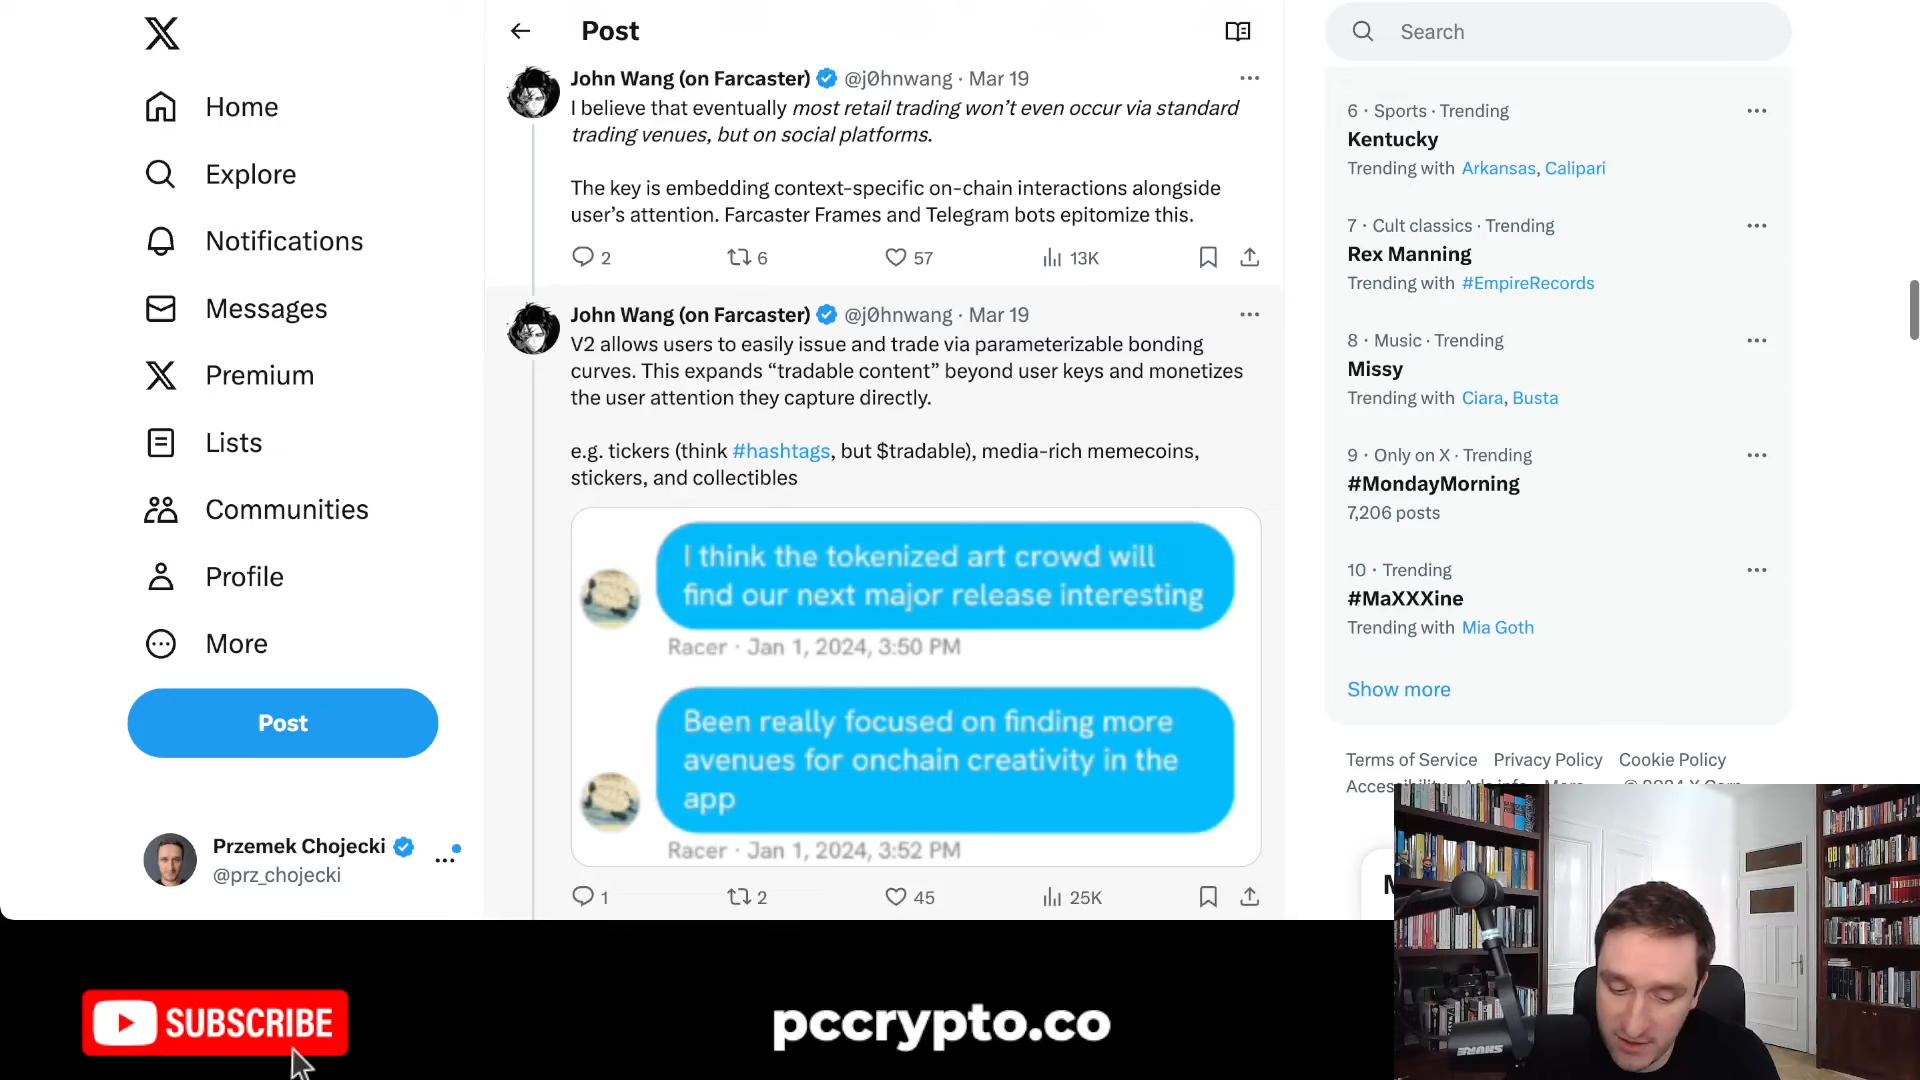 Home
Explore
Notifications
Messages
Premium
Lists
Communities
Profile
More
Post
Przemek Chojecki
@prz_chojecki
Post
John Wang (on Farcaster) @j0hnwang · Mar 19
I believe that eventually most retail trading won't even occur via standard
trading venues, but on social platforms.
The key is embedding context-specific on-chain interactions alongside
user's attention. Farcaster Frames and Telegram bots epitomize this.
2 6 57 13K
John Wang (on Farcaster) @j0hnwang · Mar 19
V2 allows users to easily issue and trade via parameterizable bonding
curves. This expands “tradable content” beyond user keys and monetizes
the user attention they capture directly.
e.g. tickers (think #hashtags, but $tradable), media-rich memecoins,
stickers, and collectibles
I think the tokenized art crowd will
find our next major release interesting
Racer · Jan 1, 2024, 3:50 PM
Been really focused on finding more
avenues for onchain creativity in the
app
Racer · Jan 1, 2024, 3:52 PM
1 2 45 25K
Search
6 · Sports · Trending
Kentucky
Trending with Arkansas, Calipari
7 · Cult classics · Trending
Rex Manning
Trending with #EmpireRecords
8 · Music · Trending
Missy
Trending with Ciara, Busta
9 · Only on X · Trending
#MondayMorning
7,206 posts
10 · Trending
#MaXXXine
Trending with Mia Goth
Show more
Terms of Service Privacy Policy Cookie Policy
SUBSCRIBE
pccrypto.co